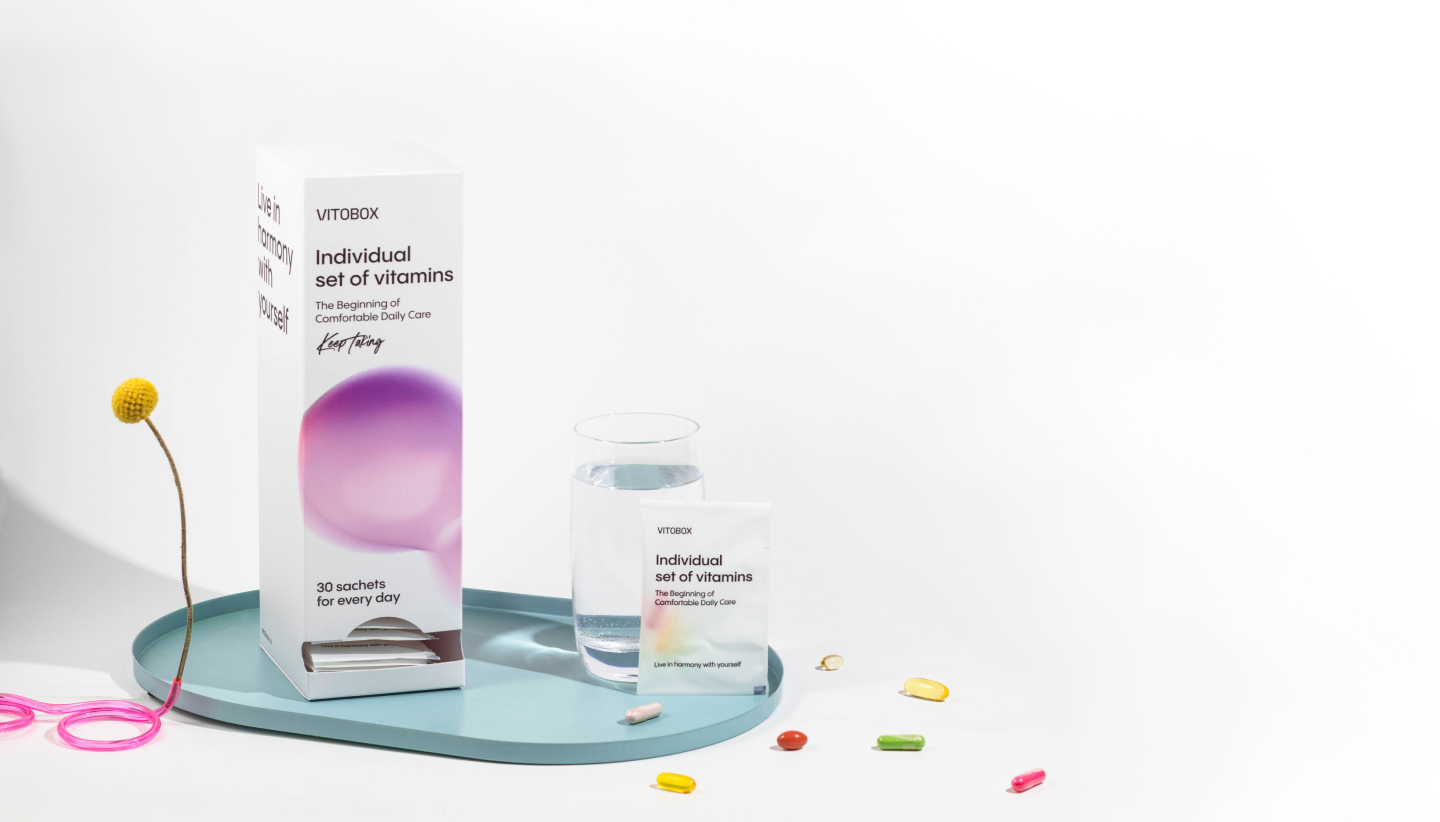 Live in
harmony
with
yourself
VITOBOX
Individual
set of vitamins
The Beginning of
Comfortable Daily Care
Keep Taking
30 sachets
for every day
VITOBOX
Individual
set of vitamins
The Beginning of
Comfortable Daily Care
Live in harmony with yourself